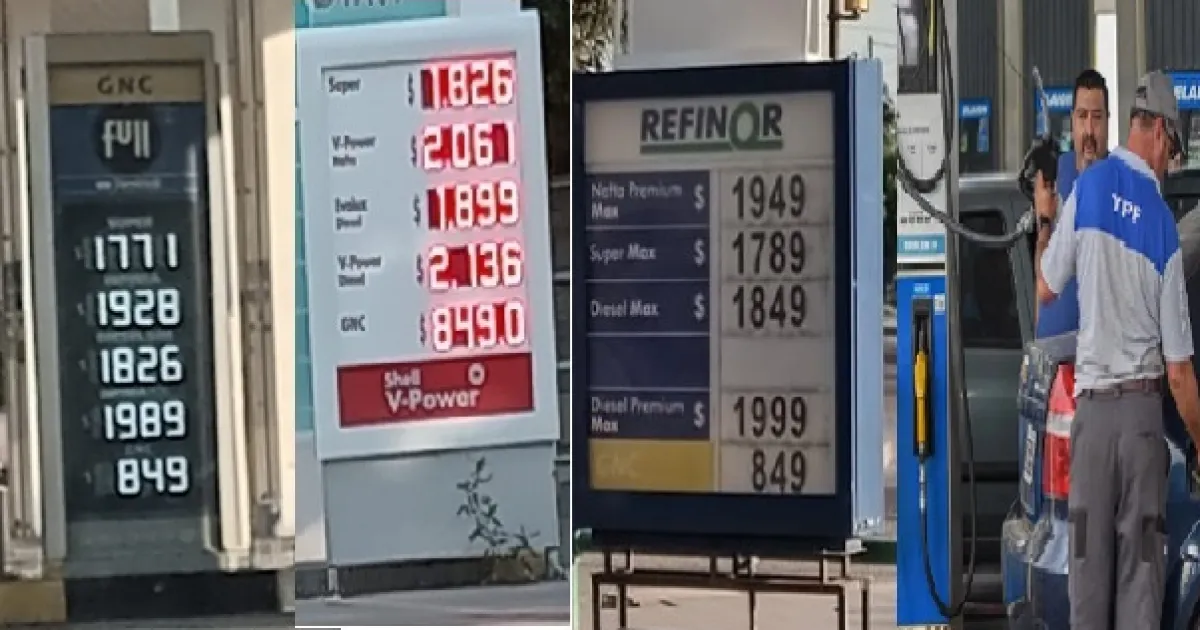 GNC
full
SUPER
1771
1928
1826
1989
GNC
849
Super $ 1.826
V-Power Nafta $ 2.061
Evolux Diesel $ 1.899
V-Power Diesel $ 2.136
GNC $ 849.0
Shell
V-Power
REFINOR
Nafta Premium Max $ 1949
Super Max $ 1789
Diesel Max $ 1849
Diesel Premium Max $ 1999
GNC 849
YPF